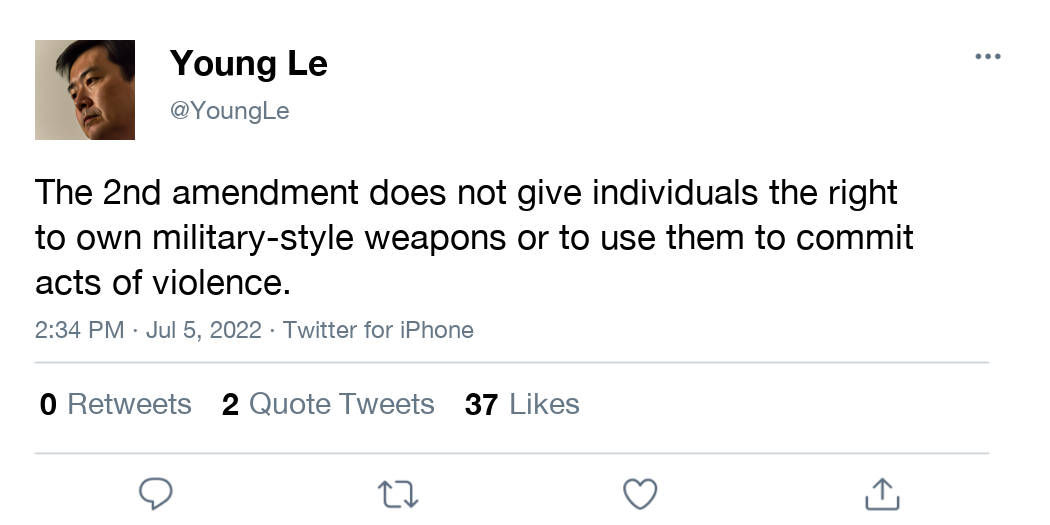 Young Le
@YoungLe
The 2nd amendment does not give individuals the right
to own military-style weapons or to use them to commit
acts of violence.
2:34 PM · Jul 5, 2022 · Twitter for iPhone
0 Retweets 2 Quote Tweets 37 Likes